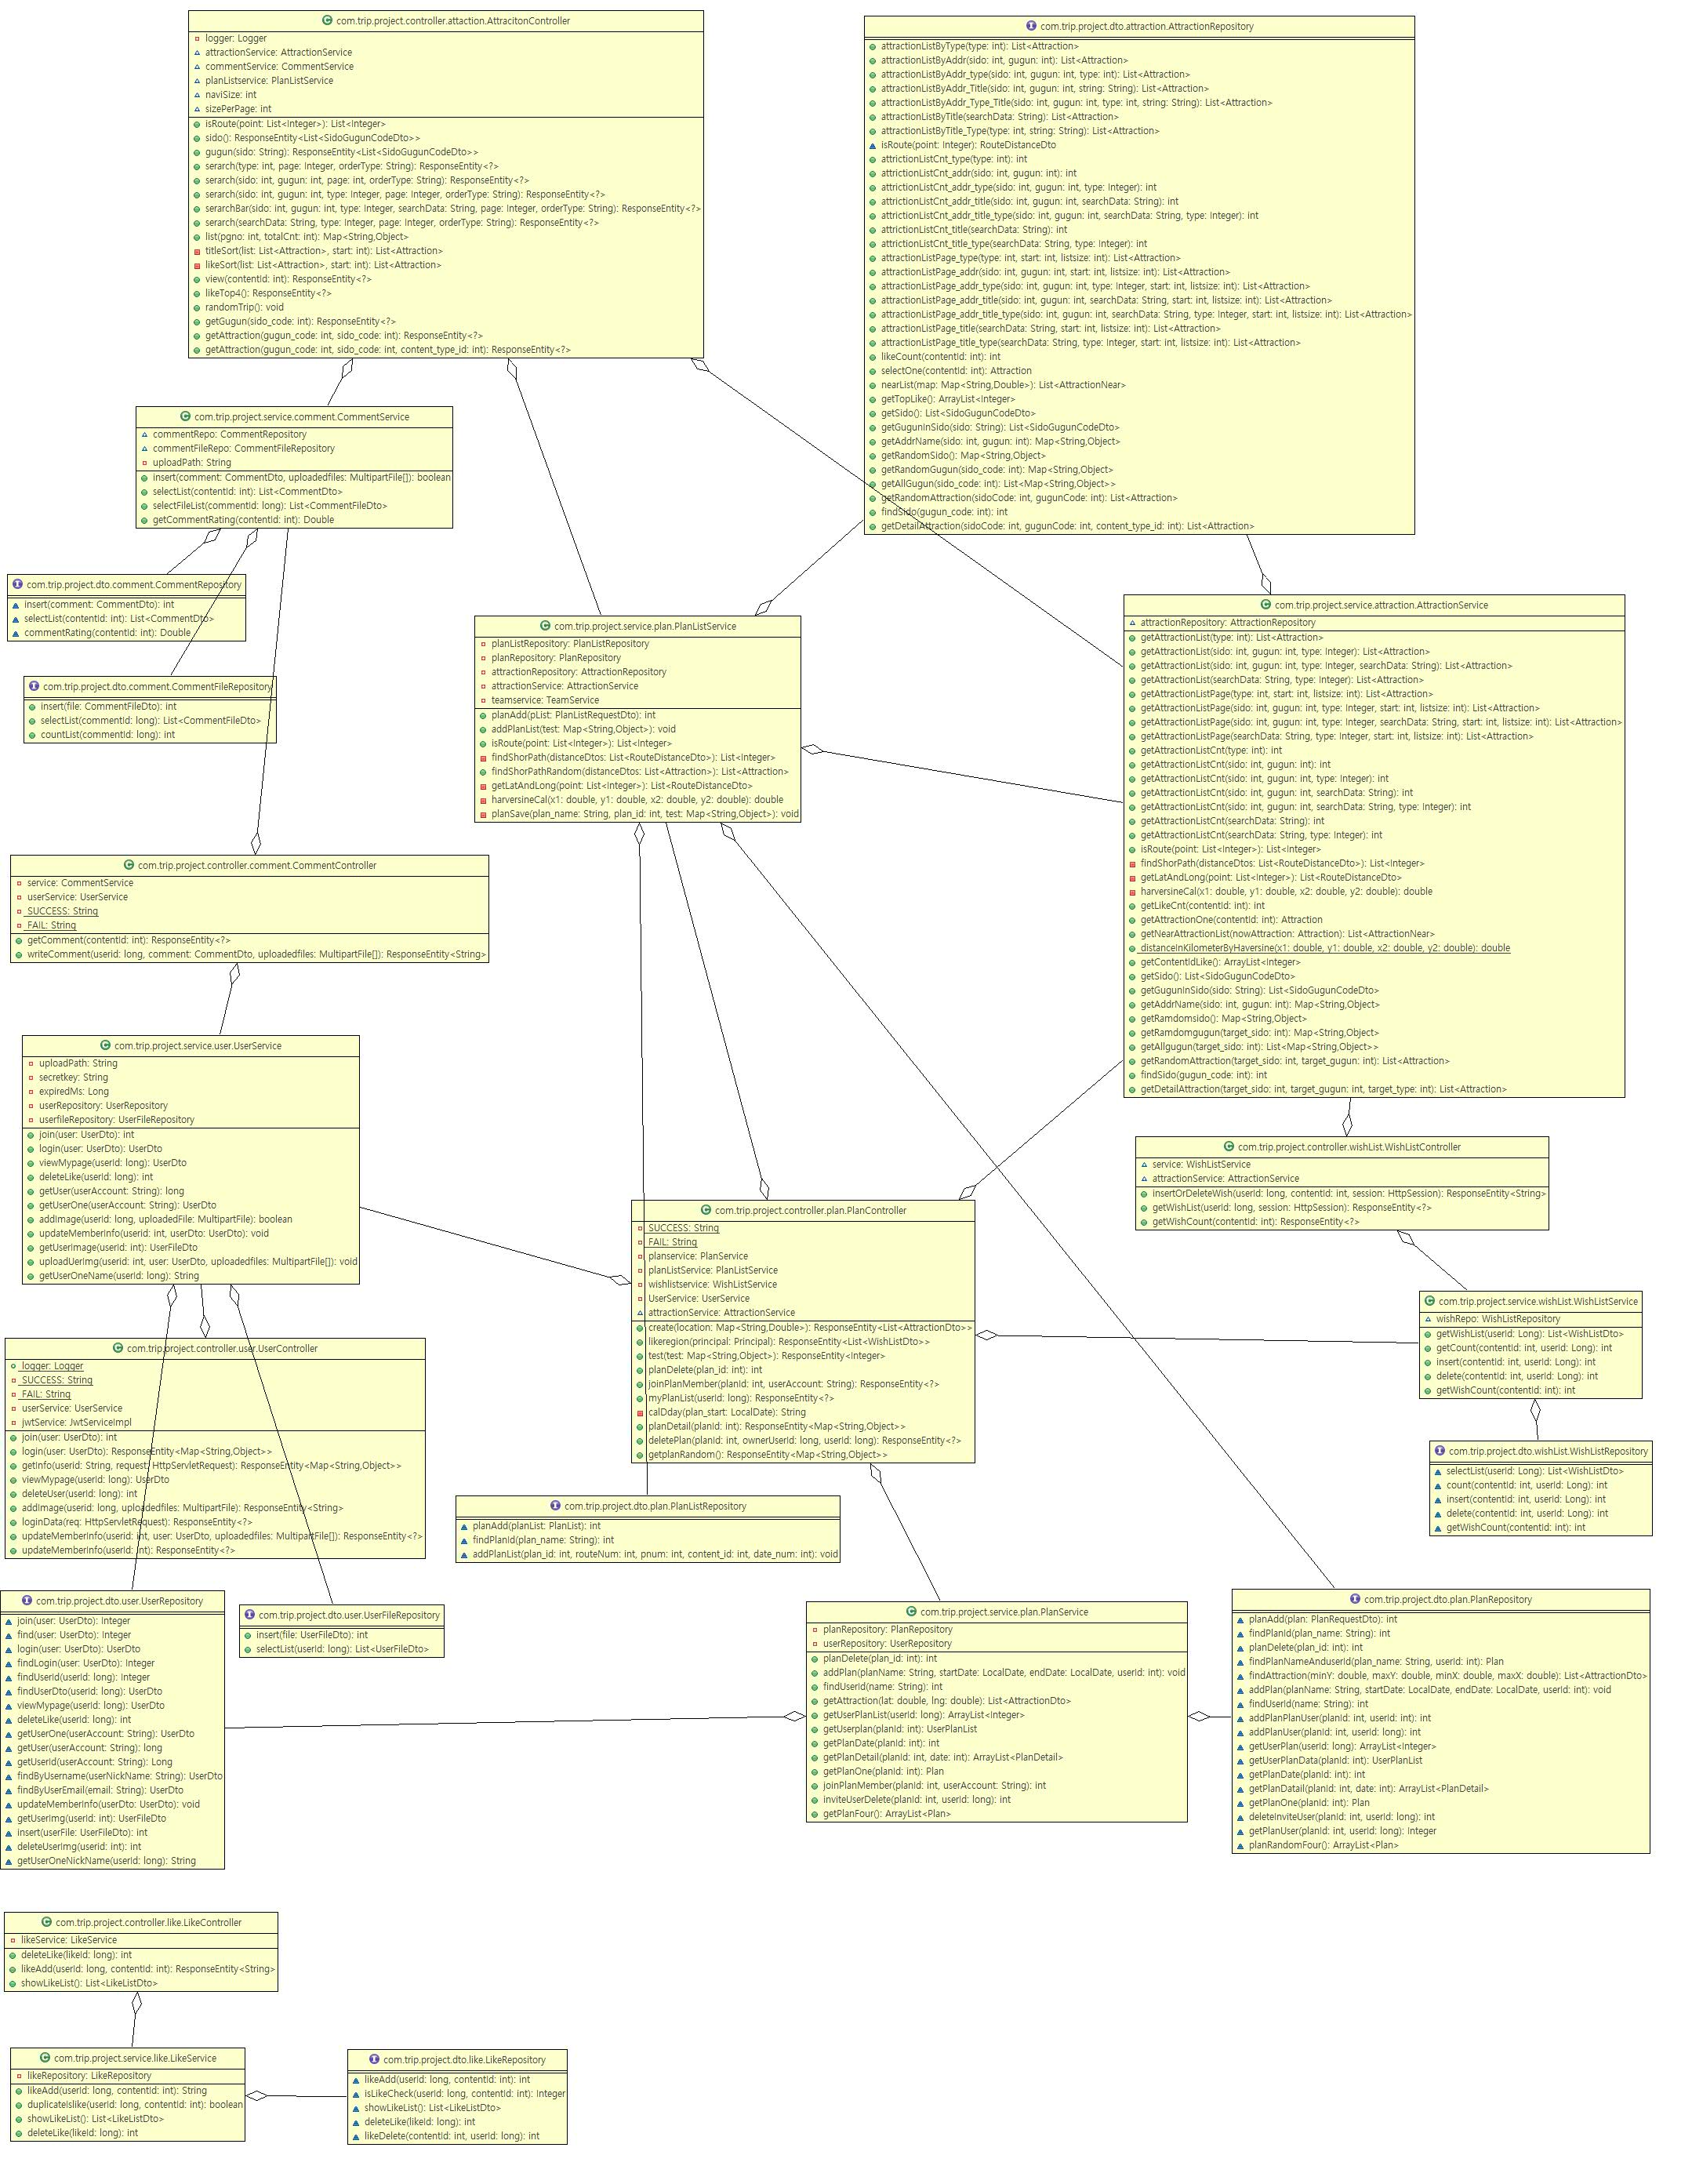 com.trip.project.controller.attaction.AttracitonController
logger: Logger
attractionService: AttractionService
commentService: CommentService
planListservice: PlanListService
naviSize: int
sizePerPage: int
isRoute(point: List<Integer>): List<Integer>
sido(): ResponseEntity<List<SidoGugunCodeDto>>
gugun(sido: String): ResponseEntity<List<SidoGugunCodeDto>>
serarch(type: int, page: Integer, orderType: String): ResponseEntity<?>
serarch(sido: int, gugun: int, page: int, orderType: String): ResponseEntity<?>
serarch(sido: int, gugun: int, type: Integer, page: Integer, orderType: String): ResponseEntity<?>
serarchBar(sido: int, gugun: int, type: Integer, searchData: String, page: Integer, orderType: String): ResponseEntity<?>
serarch(searchData: String, type: Integer, page: Integer, orderType: String): ResponseEntity<?>
list(pgno: int, totalCnt: int): Map<String,Object>
titleSort(list: List<Attraction>, start: int): List<Attraction>
likeSort(list: List<Attraction>, start: int): List<Attraction>
view(contentId: int): ResponseEntity<?>
likeTop4(): ResponseEntity<?>
randomTrip(): void
getGugun(sido_code: int): ResponseEntity<?>
getAttraction(gugun_code: int, sido_code: int): ResponseEntity<?>
getAttraction(gugun_code: int, sido_code: int, content_type_id: int): ResponseEntity<?>
com.trip.project.dto.attraction.AttractionRepository
attractionListByType(type: int): List<Attraction>
attractionListByAddr(sido: int, gugun: int): List<Attraction>
attractionListByAddr_type(sido: int, gugun: int, type: int): List<Attraction>
attractionListByAddr_Title(sido: int, gugun: int, string: String): List<Attraction>
attractionListByAddr_Type_Title(sido: int, gugun: int, type: int, string: String): List<Attraction>
attractionListByTitle(searchData: String): List<Attraction>
attractionListByTitle_Type(type: int, string: String): List<Attraction>
isRoute(point: Integer): RouteDistanceDto
attrictionListCnt_type(type: int): int
attrictionListCnt_addr(sido: int, gugun: int): int
attrictionListCnt_addr_type(sido: int, gugun: int, type: Integer): int
attrictionListCnt_addr_title(sido: int, gugun: int, searchData: String): int
attrictionListCnt_addr_title_type(sido: int, gugun: int, searchData: String, type: Integer): int
attrictionListCnt_title(searchData: String): int
attrictionListCnt_title_type(searchData: String, type: Integer): int
attractionListPage_type(type: int, start: int, listsize: int): List<Attraction>
attractionListPage_addr(sido: int, gugun: int, start: int, listsize: int): List<Attraction>
attractionListPage_addr_type(sido: int, gugun: int, type: Integer, start: int, listsize: int): List<Attraction>
attractionListPage_addr_title(sido: int, gugun: int, searchData: String, start: int, listsize: int): List<Attraction>
attractionListPage_addr_title_type(sido: int, gugun: int, searchData: String, type: Integer, start: int, listsize: int): List<Attraction>
attractionListPage_title(searchData: String, start: int, listsize: int): List<Attraction>
attractionListPage_title_type(searchData: String, type: Integer, start: int, listsize: int): List<Attraction>
likeCount(contentId: int): int
selectOne(contentId: int): Attraction
nearList(map: Map<String,Double>): List<AttractionNear>
getTopLike(): ArrayList<Integer>
getSido(): List<SidoGugunCodeDto>
getGugunInSido(sido: String): List<SidoGugunCodeDto>
getAddrName(sido: int, gugun: int): Map<String,Object>
getRandomSido(): Map<String,Object>
getRandomGugun(sido_code: int): Map<String,Object>
getAllGugun(sido_code: int): List<Map<String,Object>>
getRandomAttraction(sidoCode: int, gugunCode: int): List<Attraction>
findSido(gugun_code: int): int
getDetailAttraction(sidoCode: int, gugunCode: int, content_type_id: int): List<Attraction>
com.trip.project.service.comment.CommentService
commentRepo: CommentRepository
commentFileRepo: CommentFileRepository
uploadPath: String
insert(comment: CommentDto, uploadedfiles: MultipartFile[]): boolean
selectList(contentId: int): List<CommentDto>
selectFileList(commentId: long): List<CommentFileDto>
getCommentRating(contentId: int): Double
com.trip.project.dto.comment.CommentRepository
insert(comment: CommentDto): int
selectList(contentId: int): List<CommentDto>
commentRating(contentId: int): Double
com.trip.project.dto.comment.CommentFileRepository
insert(file: CommentFileDto): int
selectList(commentId: long): List<CommentFileDto>
countList(commentId: long): int
com.trip.project.service.plan.PlanListService
planListRepository: PlanListRepository
planRepository: PlanRepository
attractionRepository: AttractionRepository
attractionService: AttractionService
teamservice: TeamService
planAdd(pList: PlanListRequestDto): int
addPlanList(test: Map<String,Object>): void
isRoute(point: List<Integer>): List<Integer>
findShorPath(distanceDtos: List<RouteDistanceDto>): List<Integer>
findShorPathRandom(distanceDtos: List<Attraction>): List<Attraction>
getLatAndLong(point: List<Integer>): List<RouteDistanceDto>
harversineCal(x1: double, y1: double, x2: double, y2: double): double
planSave(plan_name: String, plan_id: int, test: Map<String,Object>): void
com.trip.project.service.attraction.AttractionService
attractionRepository: AttractionRepository
getAttractionList(type: int): List<Attraction>
getAttractionList(sido: int, gugun: int, type: Integer): List<Attraction>
getAttractionList(sido: int, gugun: int, type: Integer, searchData: String): List<Attraction>
getAttractionList(searchData: String, type: Integer): List<Attraction>
getAttractionListPage(type: int, start: int, listsize: int): List<Attraction>
getAttractionListPage(sido: int, gugun: int, type: Integer, start: int, listsize: int): List<Attraction>
getAttractionListPage(sido: int, gugun: int, type: Integer, searchData: String, start: int, listsize: int): List<Attraction>
getAttractionListPage(searchData: String, type: Integer, start: int, listsize: int): List<Attraction>
getAttractionListCnt(type: int): int
getAttractionListCnt(sido: int, gugun: int): int
getAttractionListCnt(sido: int, gugun: int, type: Integer): int
getAttractionListCnt(sido: int, gugun: int, searchData: String): int
getAttractionListCnt(sido: int, gugun: int, searchData: String, type: Integer): int
getAttractionListCnt(searchData: String): int
getAttractionListCnt(searchData: String, type: Integer): int
isRoute(point: List<Integer>): List<Integer>
findShorPath(distanceDtos: List<RouteDistanceDto>): List<Integer>
getLatAndLong(point: List<Integer>): List<RouteDistanceDto>
harversineCal(x1: double, y1: double, x2: double, y2: double): double
getLikeCnt(contentId: int): int
getAttractionOne(contentId: int): Attraction
getNearAttractionList(nowAttraction: Attraction): List<AttractionNear>
distanceInKilometerByHaversine(x1: double, y1: double, x2: double, y2: double): double
getContentIdLike(): ArrayList<Integer>
getSido(): List<SidoGugunCodeDto>
getGugunInSido(sido: String): List<SidoGugunCodeDto>
getAddrName(sido: int, gugun: int): Map<String,Object>
getRamdomsido(): Map<String,Object>
getRamdomgugun(target_sido: int): Map<String,Object>
getAllgugun(target_sido: int): List<Map<String,Object>>
getRandomAttraction(target_sido: int, target_gugun: int): List<Attraction>
findSido(gugun_code: int): int
getDetailAttraction(target_sido: int, target_gugun: int, target_type: int): List<Attraction>
com.trip.project.controller.comment.CommentController
service: CommentService
userService: UserService
SUCCESS: String
FAIL: String
getComment(contentId: int): ResponseEntity<?>
writeComment(userid: long, comment: CommentDto, uploadedfiles: MultipartFile[]): ResponseEntity<String>
com.trip.project.service.user.UserService
uploadPath: String
secretkey: String
expiredMs: Long
userRepository: UserRepository
userfileRepository: UserFileRepository
join(user: UserDto): int
login(user: UserDto): UserDto
viewMypage(userId: long): UserDto
deleteLike(userId: long): int
getUser(userAccount: String): long
getUserOne(userAccount: String): UserDto
addImage(userId: long, uploadedFile: MultipartFile): boolean
updateMemberInfo(userid: int, userDto: UserDto): void
getUserImage(userid: int): UserFileDto
uploadUerImg(userid: int, user: UserDto, uploadedfiles: MultipartFile[]): void
getUserOneName(userId: long): String
com.trip.project.controller.wishList.WishListController
service: WishListService
attractionService: AttractionService
insertOrDeleteWish(userId: long, contentId: int, session: HttpSession): ResponseEntity<String>
getWishList(userId: long, session: HttpSession): ResponseEntity<?>
getWishCount(contentId: int): ResponseEntity<?>
com.trip.project.controller.plan.PlanController
SUCCESS: String
FAIL: String
planservice: PlanService
planListService: PlanListService
wishlistservice: WishListService
UserService: UserService
attractionService: AttractionService
create(location: Map<String,Double>): ResponseEntity<List<AttractionDto>>
likeregion(principal: Principal): ResponseEntity<List<WishListDto>>
test(test: Map<String,Object>): ResponseEntity<Integer>
planDelete(plan_id: int): int
joinPlanMember(planId: int, userAccount: String): ResponseEntity<?>
myPlanList(userId: long): ResponseEntity<?>
calDday(plan_start: LocalDate): String
planDetail(planId: int): ResponseEntity<Map<String,Object>>
deletePlan(planId: int, ownerUserId: long, userId: long): ResponseEntity<?>
getplanRandom(): ResponseEntity<Map<String,Object>>
com.trip.project.service.wishList.WishListService
wishRepo: WishListRepository
getWishList(userId: Long): List<WishListDto>
getCount(contentId: int, userId: Long): int
insert(contentId: int, userId: Long): int
delete(contentId: int, userId: Long): int
getWishCount(contentId: int): int
com.trip.project.controller.user.UserController
logger: Logger
SUCCESS: String
FAIL: String
userService: UserService
jwtService: JwtServiceImpl
join(user: UserDto): int
login(user: UserDto): ResponseEntity<Map<String,Object>>
getInfo(userId: String, request: HttpServletRequest): ResponseEntity<Map<String,Object>>
viewMypage(userId: long): UserDto
deleteUser(userId: long): int
addImage(userId: long, uploadedfiles: MultipartFile): ResponseEntity<String>
loginData(req: HttpServletRequest): ResponseEntity<?>
updateMemberInfo(userid: int, user: UserDto, uploadedfiles: MultipartFile[]): ResponseEntity<?>
updateMemberInfo(userid: int): ResponseEntity<?>
com.trip.project.dto.wishList.WishListRepository
selectList(userId: Long): List<WishListDto>
count(contentId: int, userId: Long): int
insert(contentId: int, userId: Long): int
delete(contentId: int, userId: Long): int
getWishCount(contentId: int): int
com.trip.project.dto.plan.PlanListRepository
planAdd(planList: PlanList): int
findPlanId(plan_name: String): int
addPlanList(plan_id: int, routeNum: int, pnum: int, content_id: int, date_num: int): void
com.trip.project.dto.user.UserRepository
join(user: UserDto): Integer
find(user: UserDto): Integer
login(user: UserDto): UserDto
findLogin(user: UserDto): Integer
findUserId(userId: long): Integer
findUserDto(userId: long): UserDto
viewMypage(userId: long): UserDto
deleteLike(userId: long): int
getUserOne(userAccount: String): UserDto
getUser(userAccount: String): long
getUserId(userAccount: String): Long
findByUsername(userNickName: String): UserDto
findByUserEmail(email: String): UserDto
updateMemberInfo(userDto: UserDto): void
getUserImg(userid: int): UserFileDto
insert(userFile: UserFileDto): int
deleteUserImg(userid: int): int
getUserOneNickName(userId: long): String
com.trip.project.dto.user.UserFileRepository
insert(file: UserFileDto): int
selectList(userId: long): List<UserFileDto>
com.trip.project.service.plan.PlanService
planRepository: PlanRepository
userRepository: UserRepository
planDelete(plan_id: int): int
addPlan(planName: String, startDate: LocalDate, endDate: LocalDate, userId: int): void
findUserId(name: String): int
getAttraction(lat: double, lng: double): List<AttractionDto>
getUserPlanList(userId: long): ArrayList<Integer>
getUserplan(planId: int): UserPlanList
getPlanDate(planId: int): int
getPlanDetail(planId: int, date: int): ArrayList<PlanDetail>
getPlanOne(planId: int): Plan
joinPlanMember(planId: int, userAccount: String): int
inviteUserDelete(planId: int, userId: long): int
getPlanFour(): ArrayList<Plan>
com.trip.project.dto.plan.PlanRepository
planAdd(plan: PlanRequestDto): int
findPlanId(plan_name: String): int
planDelete(plan_id: int): int
findPlanNameAnduserId(plan_name: String, userId: int): Plan
findAttraction(minY: double, maxY: double, minX: double, maxX: double): List<AttractionDto>
addPlan(planName: String, startDate: LocalDate, endDate: LocalDate, userId: int): void
findUserId(name: String): int
addPlanPlanUser(planId: int, userId: int): int
addPlanUser(planId: int, userId: long): int
getUserPlan(userId: long): ArrayList<Integer>
getUserPlanData(planId: int): UserPlanList
getPlanDate(planId: int): int
getPlanDatail(planId: int, date: int): ArrayList<PlanDetail>
getPlanOne(planId: int): Plan
deleteInviteUser(planId: int, userId: long): int
getPlanUser(planId: int, userId: long): Integer
planRandomFour(): ArrayList<Plan>
com.trip.project.controller.like.LikeController
likeService: LikeService
deleteLike(likeId: long): int
likeAdd(userId: long, contentId: int): ResponseEntity<String>
showLikeList(): List<LikeListDto>
com.trip.project.service.like.LikeService
likeRepository: LikeRepository
likeAdd(userId: long, contentId: int): String
duplicateIslike(userId: long, contentId: int): boolean
showLikeList(): List<LikeListDto>
deleteLike(likeId: long): int
com.trip.project.dto.like.LikeRepository
likeAdd(userId: long, contentId: int): int
isLikeCheck(userId: long, contentId: int): Integer
showLikeList(): List<LikeListDto>
deleteLike(likeId: long): int
likeDelete(contentId: int, userId: long): int